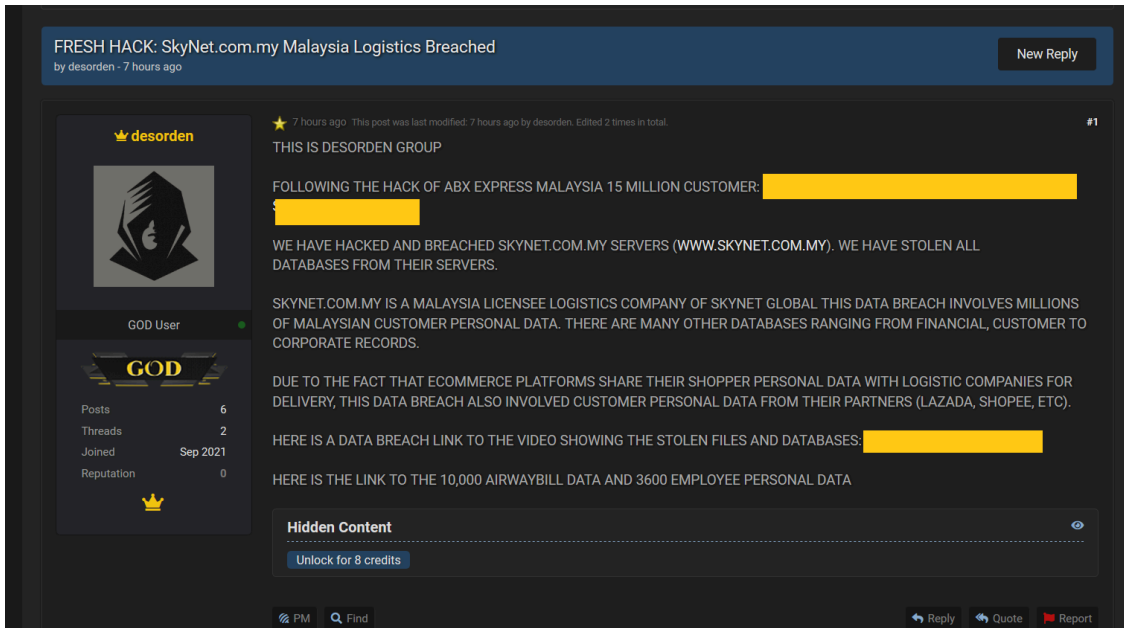 FRESH HACK: SkyNet.com.my Malaysia Logistics Breached
by desorden - 7 hours ago
New Reply
desorden
GOD User
GOD
Posts 6
Threads 2
Joined Sep 2021
Reputation 0
7 hours ago This post was last modified: 7 hours ago by desorden. Edited 2 times in total.
#1
THIS IS DESORDEN GROUP
FOLLOWING THE HACK OF ABX EXPRESS MALAYSIA 15 MILLION CUSTOMER:
WE HAVE HACKED AND BREACHED SKYNET.COM.MY SERVERS (WWW.SKYNET.COM.MY). WE HAVE STOLEN ALL
DATABASES FROM THEIR SERVERS.
SKYNET.COM.MY IS A MALAYSIA LICENSEE LOGISTICS COMPANY OF SKYNET GLOBAL THIS DATA BREACH INVOLVES MILLIONS
OF MALAYSIAN CUSTOMER PERSONAL DATA. THERE ARE MANY OTHER DATABASES RANGING FROM FINANCIAL, CUSTOMER TO
CORPORATE RECORDS.
DUE TO THE FACT THAT ECOMMERCE PLATFORMS SHARE THEIR SHOPPER PERSONAL DATA WITH LOGISTIC COMPANIES FOR
DELIVERY, THIS DATA BREACH ALSO INVOLVED CUSTOMER PERSONAL DATA FROM THEIR PARTNERS (LAZADA, SHOPEE, ETC).
HERE IS A DATA BREACH LINK TO THE VIDEO SHOWING THE STOLEN FILES AND DATABASES:
HERE IS THE LINK TO THE 10,000 AIRWAYBILL DATA AND 3600 EMPLOYEE PERSONAL DATA
Hidden Content
Unlock for 8 credits
PM Find Reply Quote Report